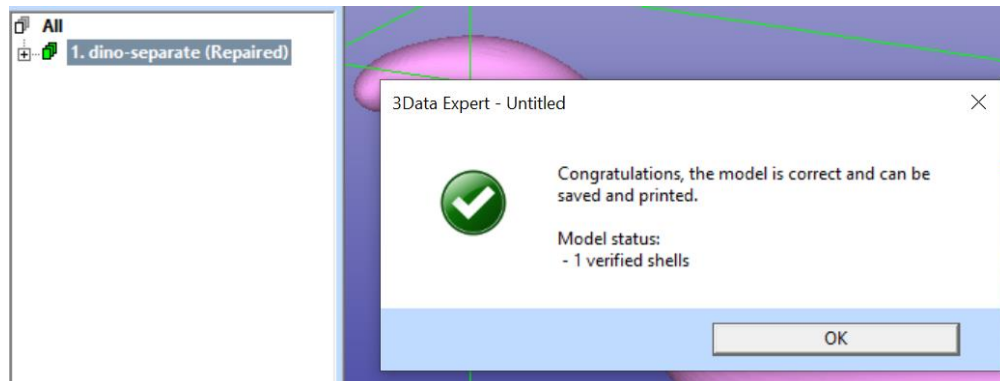 All
1. dino-separate (Repaired)
3Data Expert - Untitled
Congratulations, the model is correct and can be
saved and printed.
Model status:
- 1 verified shells
OK